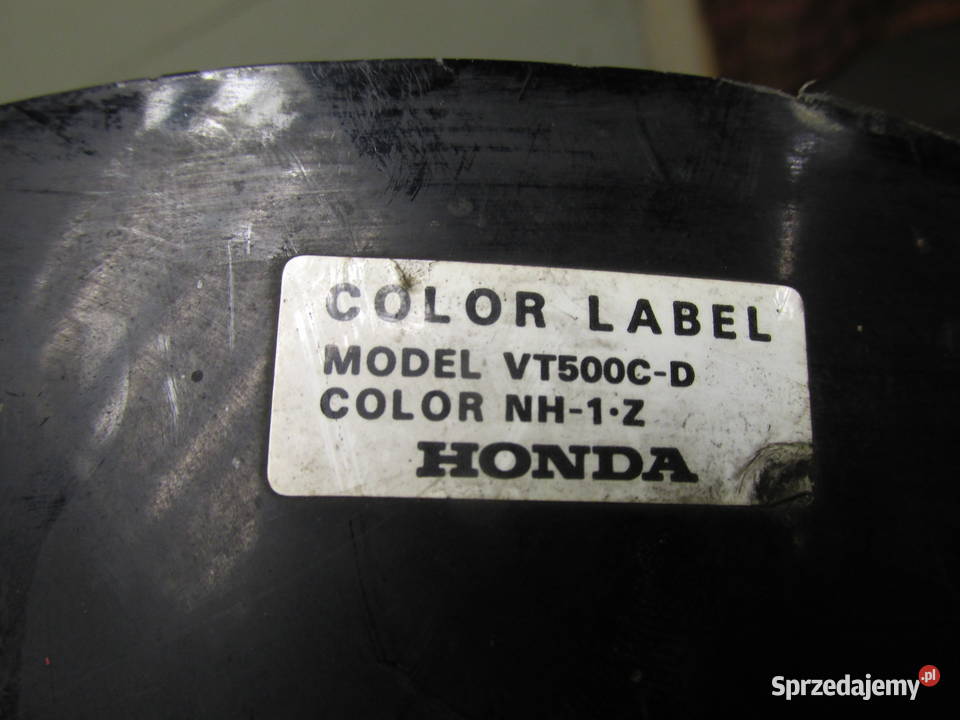 COLOR LABEL
MODEL VT500C-D
COLOR NH-1·Z
HONDA
Sprzedajemy.pl